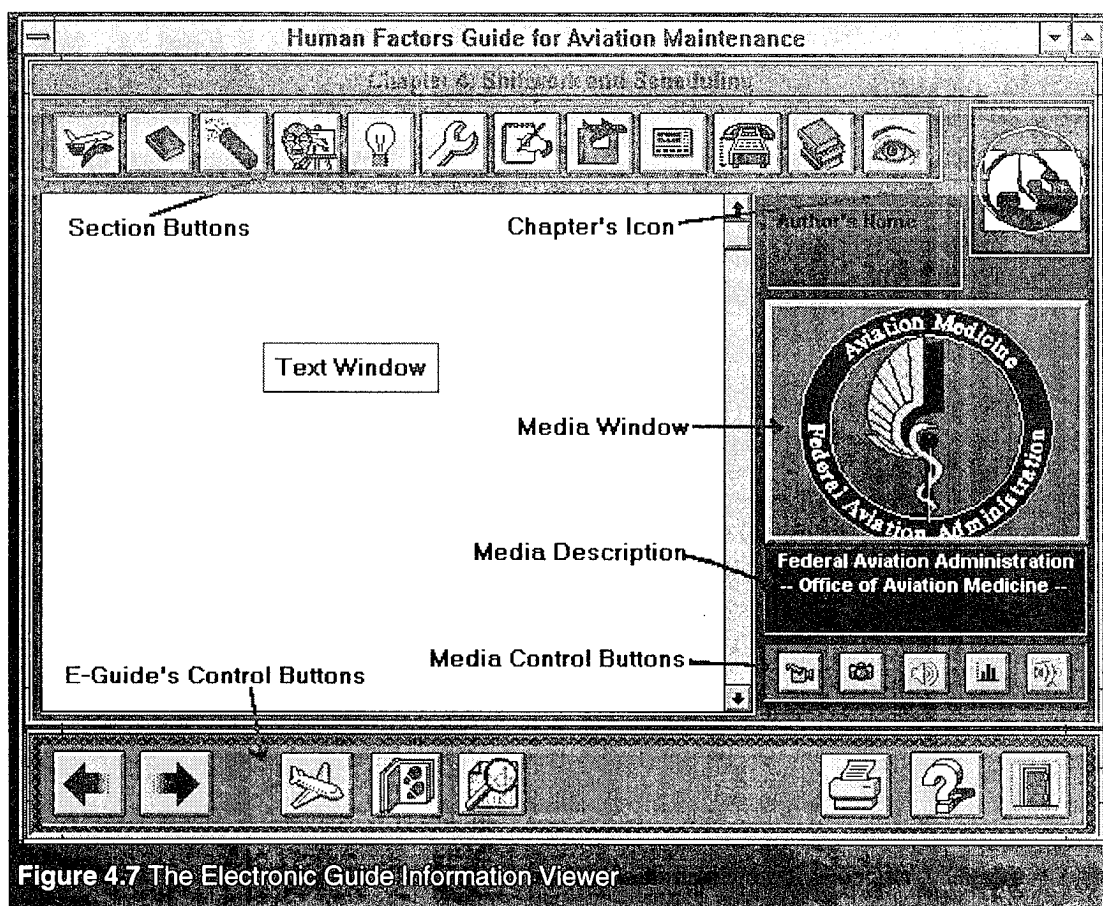 Human Factors Guide for Aviation Maintenance
Chapter 4: Shiftwork and Scheduling
Section Buttons
Chapter's Icon
Author's Home
Text Window
Aviation Medicine
Federal Aviation Administration
Media Window
Media Description
Federal Aviation Administration
-- Office of Aviation Medicine --
Media Control Buttons
E-Guide's Control Buttons
Figure 4.7 The Electronic Guide Information Viewer